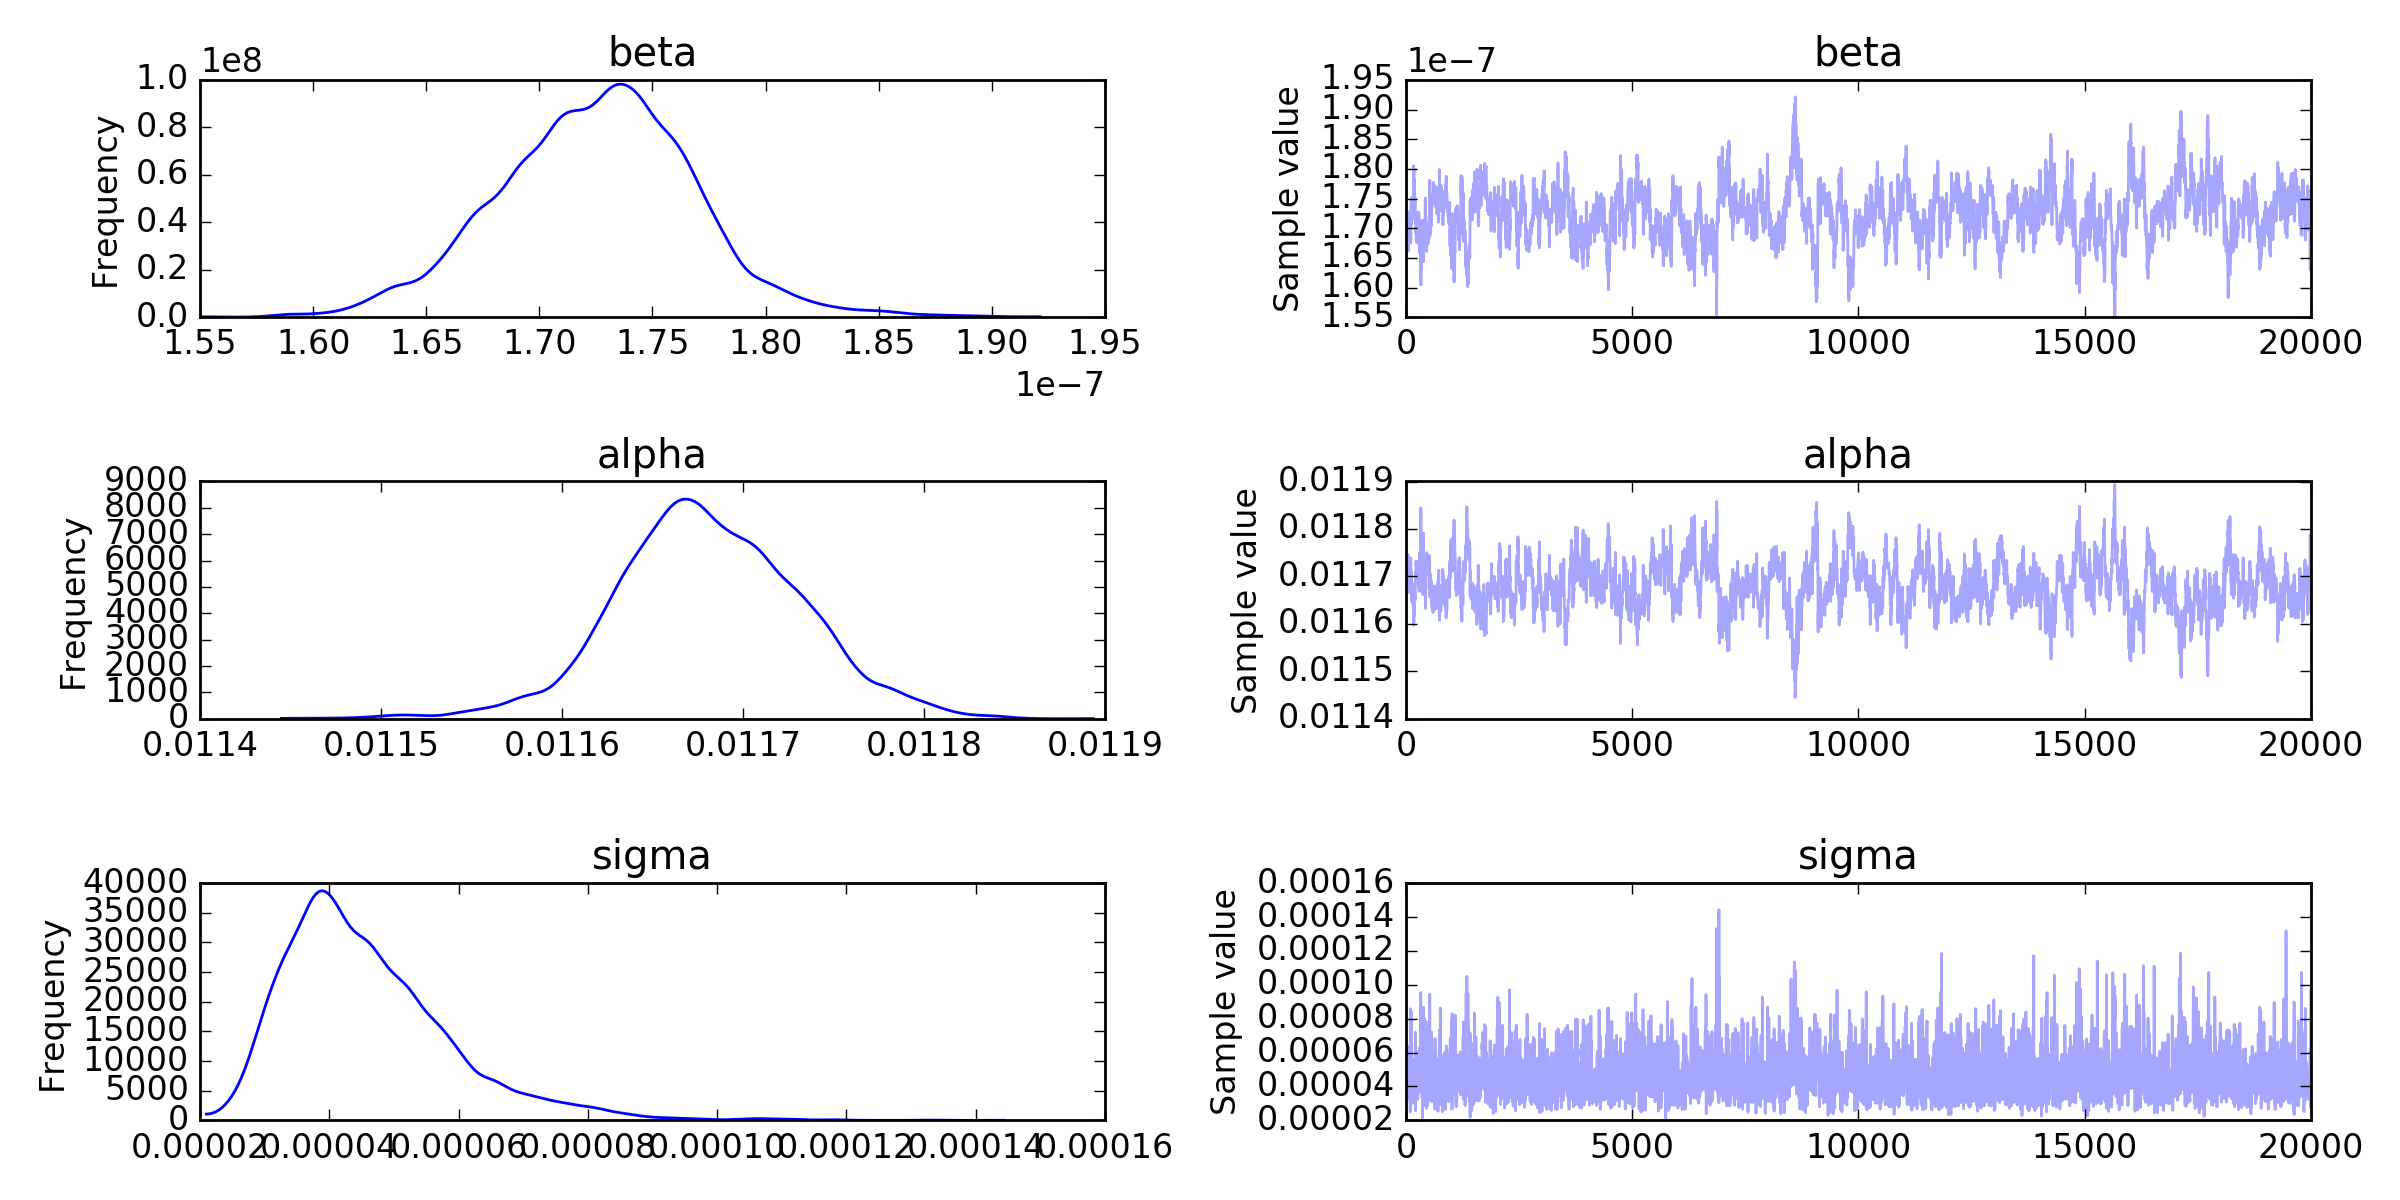 beta
1e8
Frequency
1.0
0.8
0.6
0.4
0.2
0.0
1.55 1.60 1.65 1.70 1.75 1.80 1.85 1.90 1.95
1e−7
beta
1e−7
Sample value
1.95
1.90
1.85
1.80
1.75
1.70
1.65
1.60
1.55
0 5000 10000 15000 20000
alpha
Frequency
9000
8000
7000
6000
5000
4000
3000
2000
1000
0
0.0114 0.0115 0.0116 0.0117 0.0118 0.0119
alpha
Sample value
0.0119
0.0118
0.0117
0.0116
0.0115
0.0114
0 5000 10000 15000 20000
sigma
Frequency
40000
35000
30000
25000
20000
15000
10000
5000
0
0.00002 0.00004 0.00006 0.00008 0.00010 0.00012 0.00014 0.00016
sigma
Sample value
0.00016
0.00014
0.00012
0.00010
0.00008
0.00006
0.00004
0.00002
0 5000 10000 15000 20000